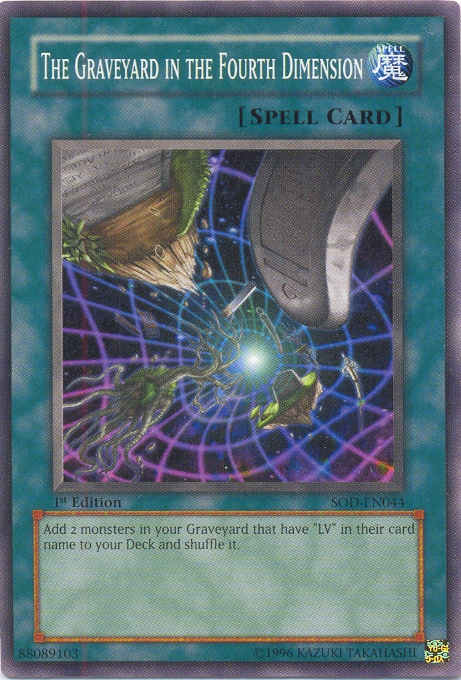 THE GRAVEYARD IN THE FOURTH DIMENSION
SPELL
魔
[SPELL CARD]
1st Edition
SOD-EN044
Add 2 monsters in your Graveyard that have "LV" in their card
name to your Deck and shuffle it.
88089103
©1996 KAZUKI TAKAHASHI